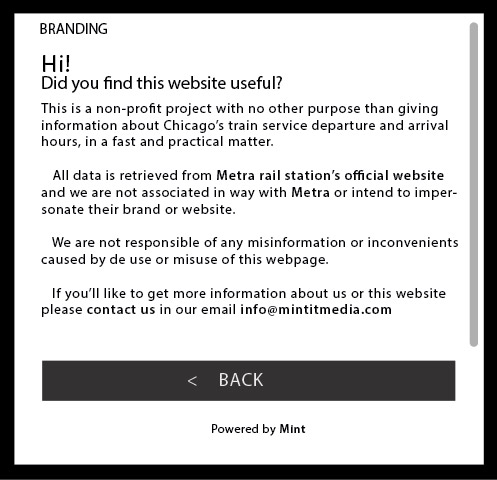 BRANDING
Hi!
Did you find this website useful?
This is a non-profit project with no other purpose than giving
information about Chicago's train service departure and arrival
hours, in a fast and practical matter.
All data is retrieved from Metra rail station's official website
and we are not associated in way with Metra or intend to imper-
sonate their brand or website.
We are not responsible of any misinformation or inconvenients
caused by de use or misuse of this webpage.
If you'll like to get more information about us or this website
please contact us in our email info@mintitmedia.com
< BACK
Powered by Mint